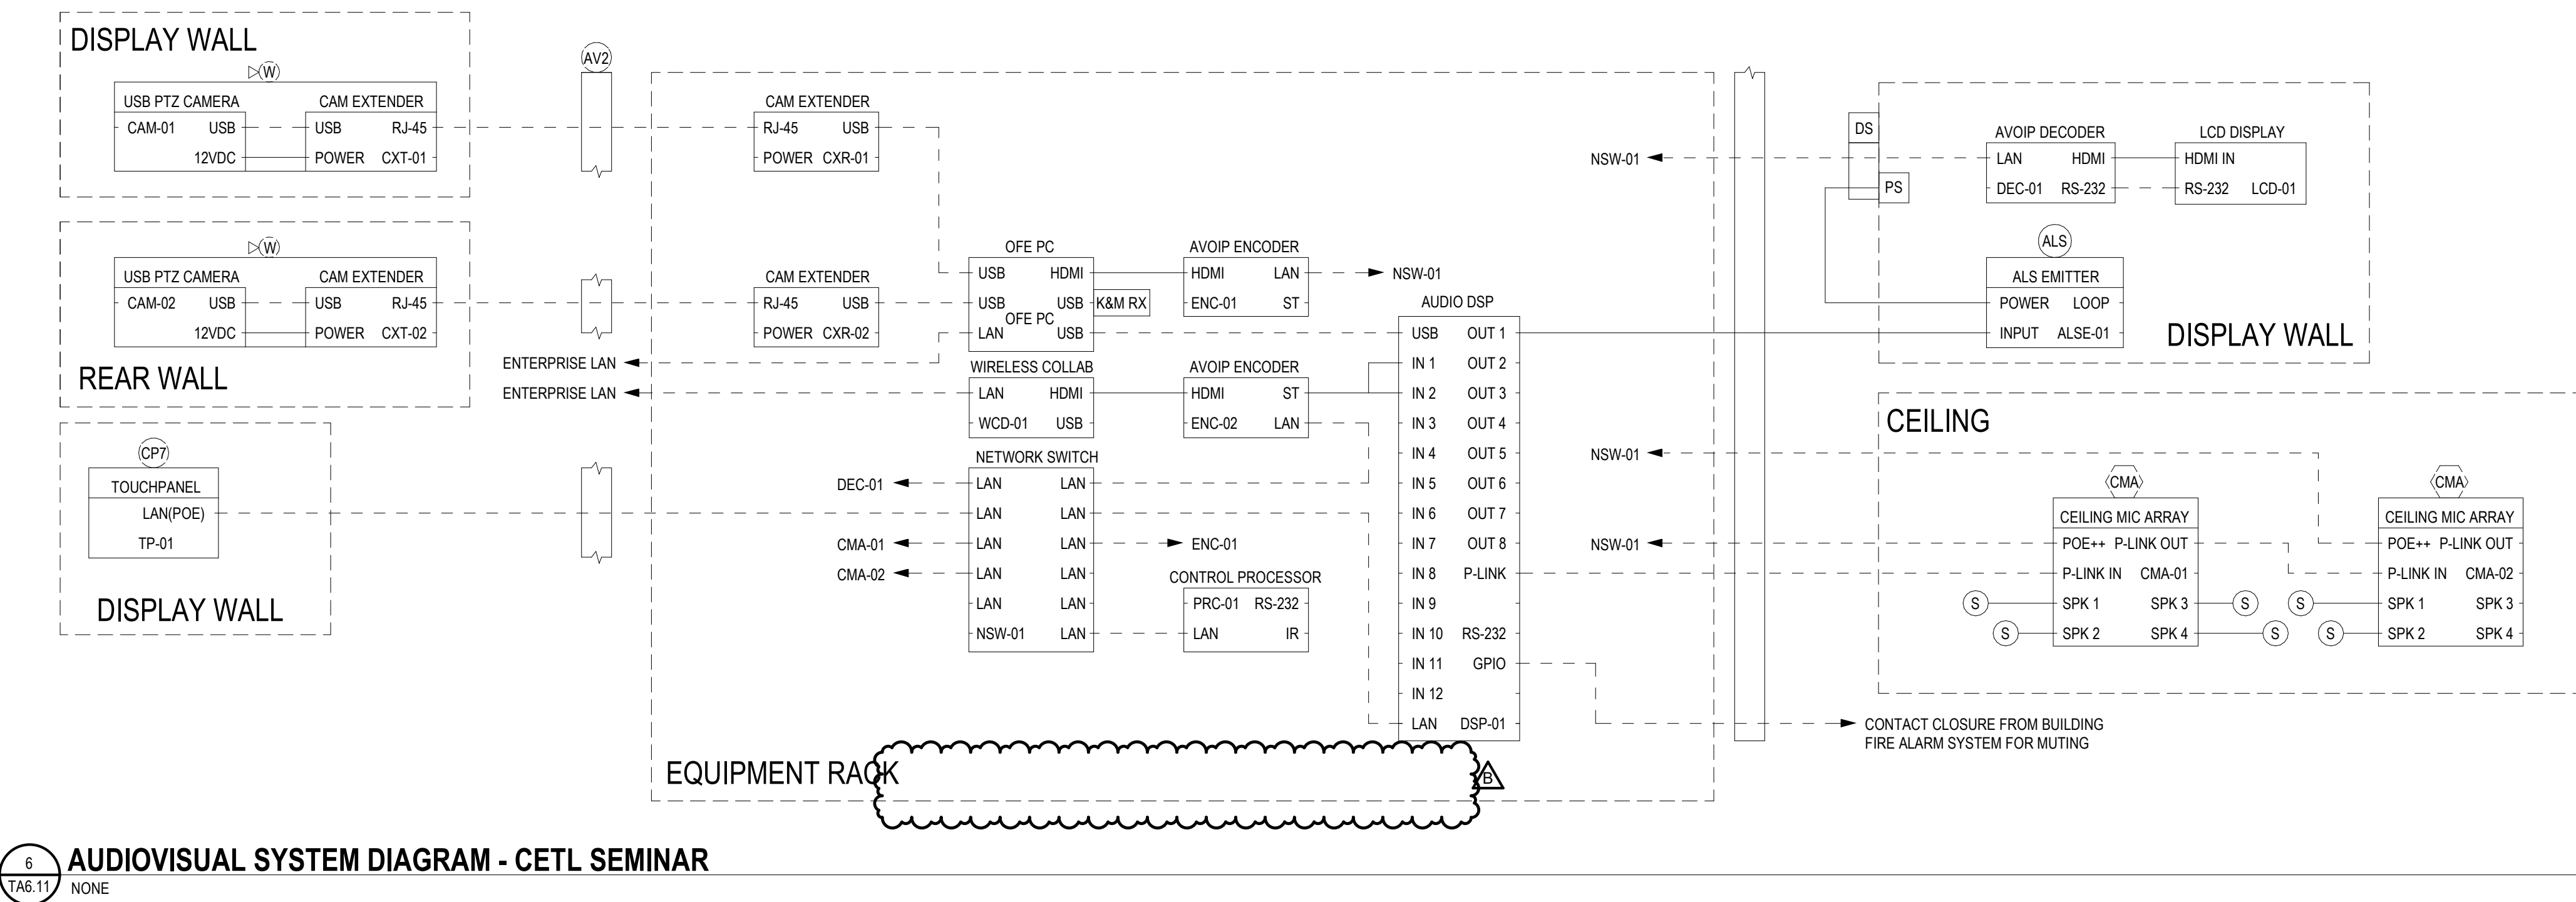 DISPLAY WALL
W
USB PTZ CAMERA
CAM EXTENDER
CAM-01 USB
USB RJ-45
12VDC
POWER CXT-01
W
USB PTZ CAMERA
CAM EXTENDER
CAM-02 USB
USB RJ-45
12VDC
POWER CXT-02
REAR WALL
CP7
TOUCHPANEL
LAN(POE)
TP-01
DISPLAY WALL
AV2
CAM EXTENDER
RJ-45 USB
POWER CXR-01
CAM EXTENDER
RJ-45 USB
POWER CXR-02
ENTERPRISE LAN
ENTERPRISE LAN
OFE PC
USB HDMI
USB USB
K&M RX
OFE PC
LAN USB
AVOIP ENCODER
HDMI LAN
NSW-01
ENC-01 ST
WIRELESS COLLAB
LAN HDMI
WCD-01 USB
AVOIP ENCODER
HDMI ST
ENC-02 LAN
NETWORK SWITCH
DEC-01
LAN LAN
LAN LAN
CMA-01
LAN LAN
ENC-01
CMA-02
LAN LAN
LAN LAN
NSW-01 LAN
CONTROL PROCESSOR
PRC-01 RS-232
LAN IR
AUDIO DSP
USB OUT 1
IN 1 OUT 2
IN 2 OUT 3
IN 3 OUT 4
IN 4 OUT 5
IN 5 OUT 6
IN 6 OUT 7
IN 7 OUT 8
IN 8 P-LINK
IN 9
IN 10 RS-232
IN 11 GPIO
IN 12
LAN DSP-01
EQUIPMENT RACK
B
NSW-01
DS
PS
AVOIP DECODER
LAN HDMI
DEC-01 RS-232
LCD DISPLAY
HDMI IN
RS-232 LCD-01
ALS
ALS EMITTER
POWER LOOP
INPUT ALSE-01
DISPLAY WALL
CEILING
NSW-01
NSW-01
CMA
CEILING MIC ARRAY
POE++ P-LINK OUT
P-LINK IN CMA-01
S
SPK 1 SPK 3
S
S
SPK 2 SPK 4
S
CMA
CEILING MIC ARRAY
POE++ P-LINK OUT
P-LINK IN CMA-02
S
SPK 1 SPK 3
S
SPK 2 SPK 4
CONTACT CLOSURE FROM BUILDING
FIRE ALARM SYSTEM FOR MUTING
6
TA6.11
AUDIOVISUAL SYSTEM DIAGRAM - CETL SEMINAR
NONE